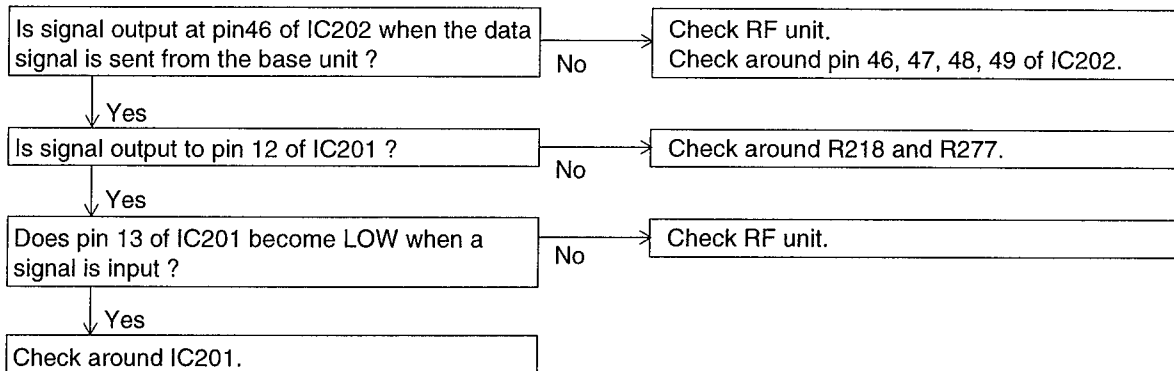 Is signal output at pin46 of IC202 when the data
signal is sent from the base unit ?
No
Check RF unit.
Check around pin 46, 47, 48, 49 of IC202.
Yes
Is signal output to pin 12 of IC201 ?
No
Check around R218 and R277.
Yes
Does pin 13 of IC201 become LOW when a
signal is input ?
No
Check RF unit.
Yes
Check around IC201.